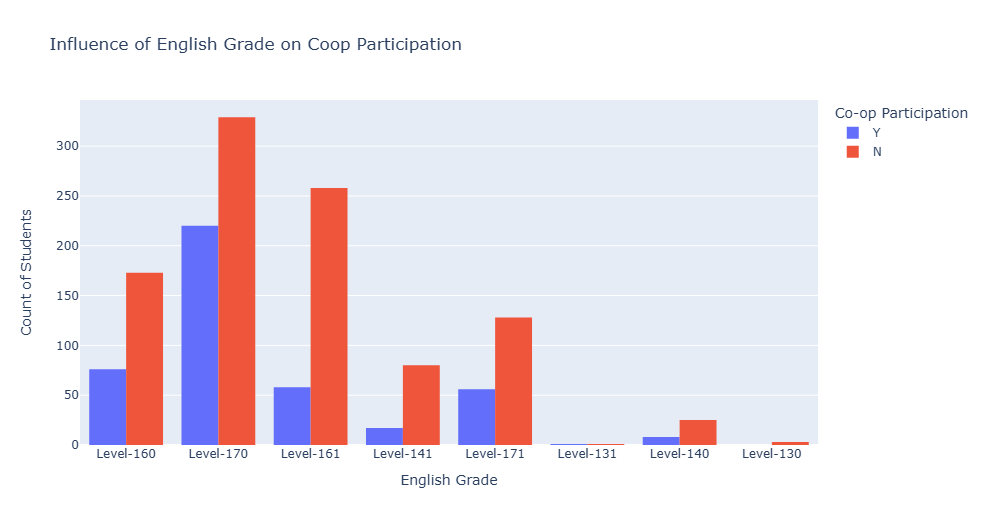 Influence of English Grade on Coop Participation
Co-op Participation
Y
N
Count of Students
300
250
200
150
100
50
0
Level-160 Level-170 Level-161 Level-141 Level-171 Level-131 Level-140 Level-130
English Grade